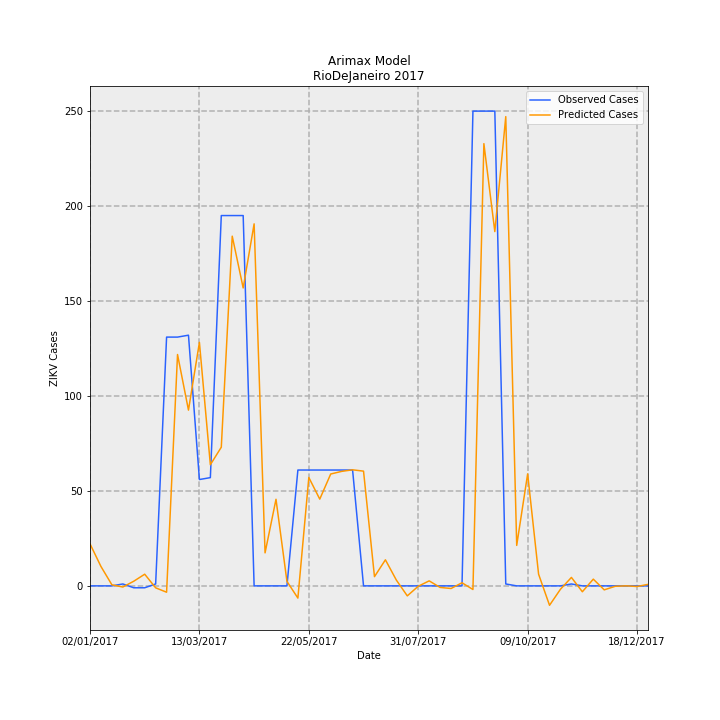 Arimax Model
RioDeJaneiro 2017
Observed Cases
Predicted Cases
ZIKV Cases
250
200
150
100
50
0
02/01/2017
13/03/2017
22/05/2017
31/07/2017
09/10/2017
18/12/2017
Date